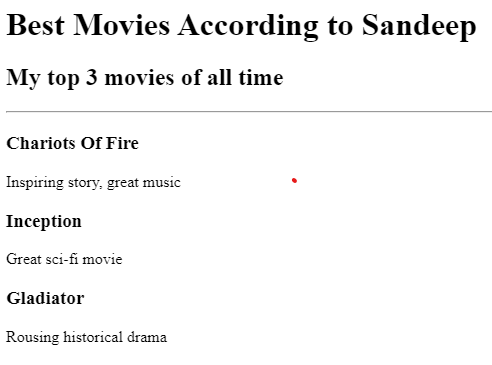 Best Movies According to Sandeep
My top 3 movies of all time
Chariots Of Fire
Inspiring story, great music
Inception
Great sci-fi movie
Gladiator
Rousing historical drama